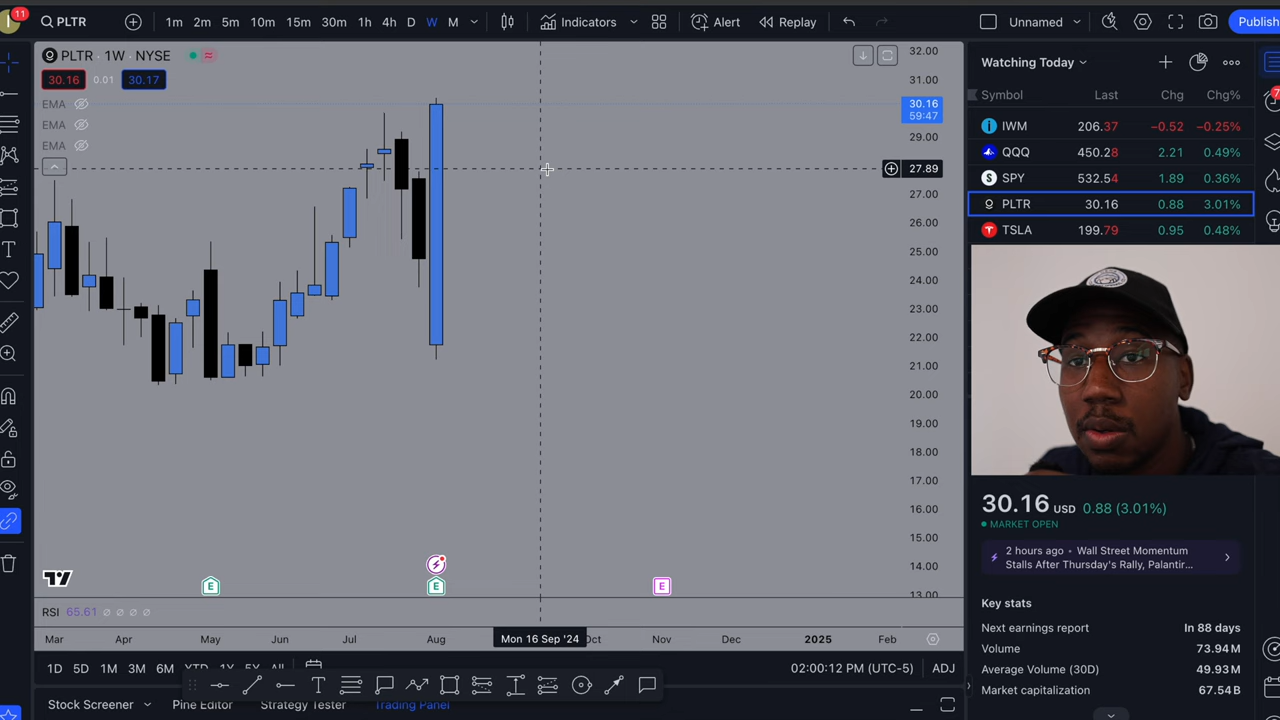 11
PLTR
1m 2m 5m 10m 15m 30m 1h 4h D W M
Indicators
Alert
Replay
Unnamed
Publish
PLTR · 1W · NYSE
30.16 0.01 30.17
EMA
EMA
EMA
32.00
31.00
30.16
59:47
29.00
27.89
27.00
26.00
25.00
24.00
23.00
22.00
21.00
20.00
19.00
18.00
17.00
16.00
15.00
14.00
13.00
E
E
E
RSI 65.61
Mar Apr May Jun Jul Aug Mon 16 Sep '24 Oct Nov Dec 2025 Feb
1D 5D 1M 3M 6M YTD 1Y 5Y All
02:00:12 PM (UTC-5) ADJ
Stock Screener
Pine Editor
Strategy Tester
Trading Panel
Watching Today
Symbol Last Chg Chg%
IWM 206.37 −0.52 −0.25%
QQQ 450.28 2.21 0.49%
SPY 532.54 1.89 0.36%
PLTR 30.16 0.88 3.01%
TSLA 199.79 0.95 0.48%
30.16 USD 0.88 (3.01%)
MARKET OPEN
2 hours ago • Wall Street Momentum
Stalls After Thursday's Rally, Palantir...
Key stats
Next earnings report In 88 days
Volume 73.94M
Average Volume (30D) 49.93M
Market capitalization 67.54B
7